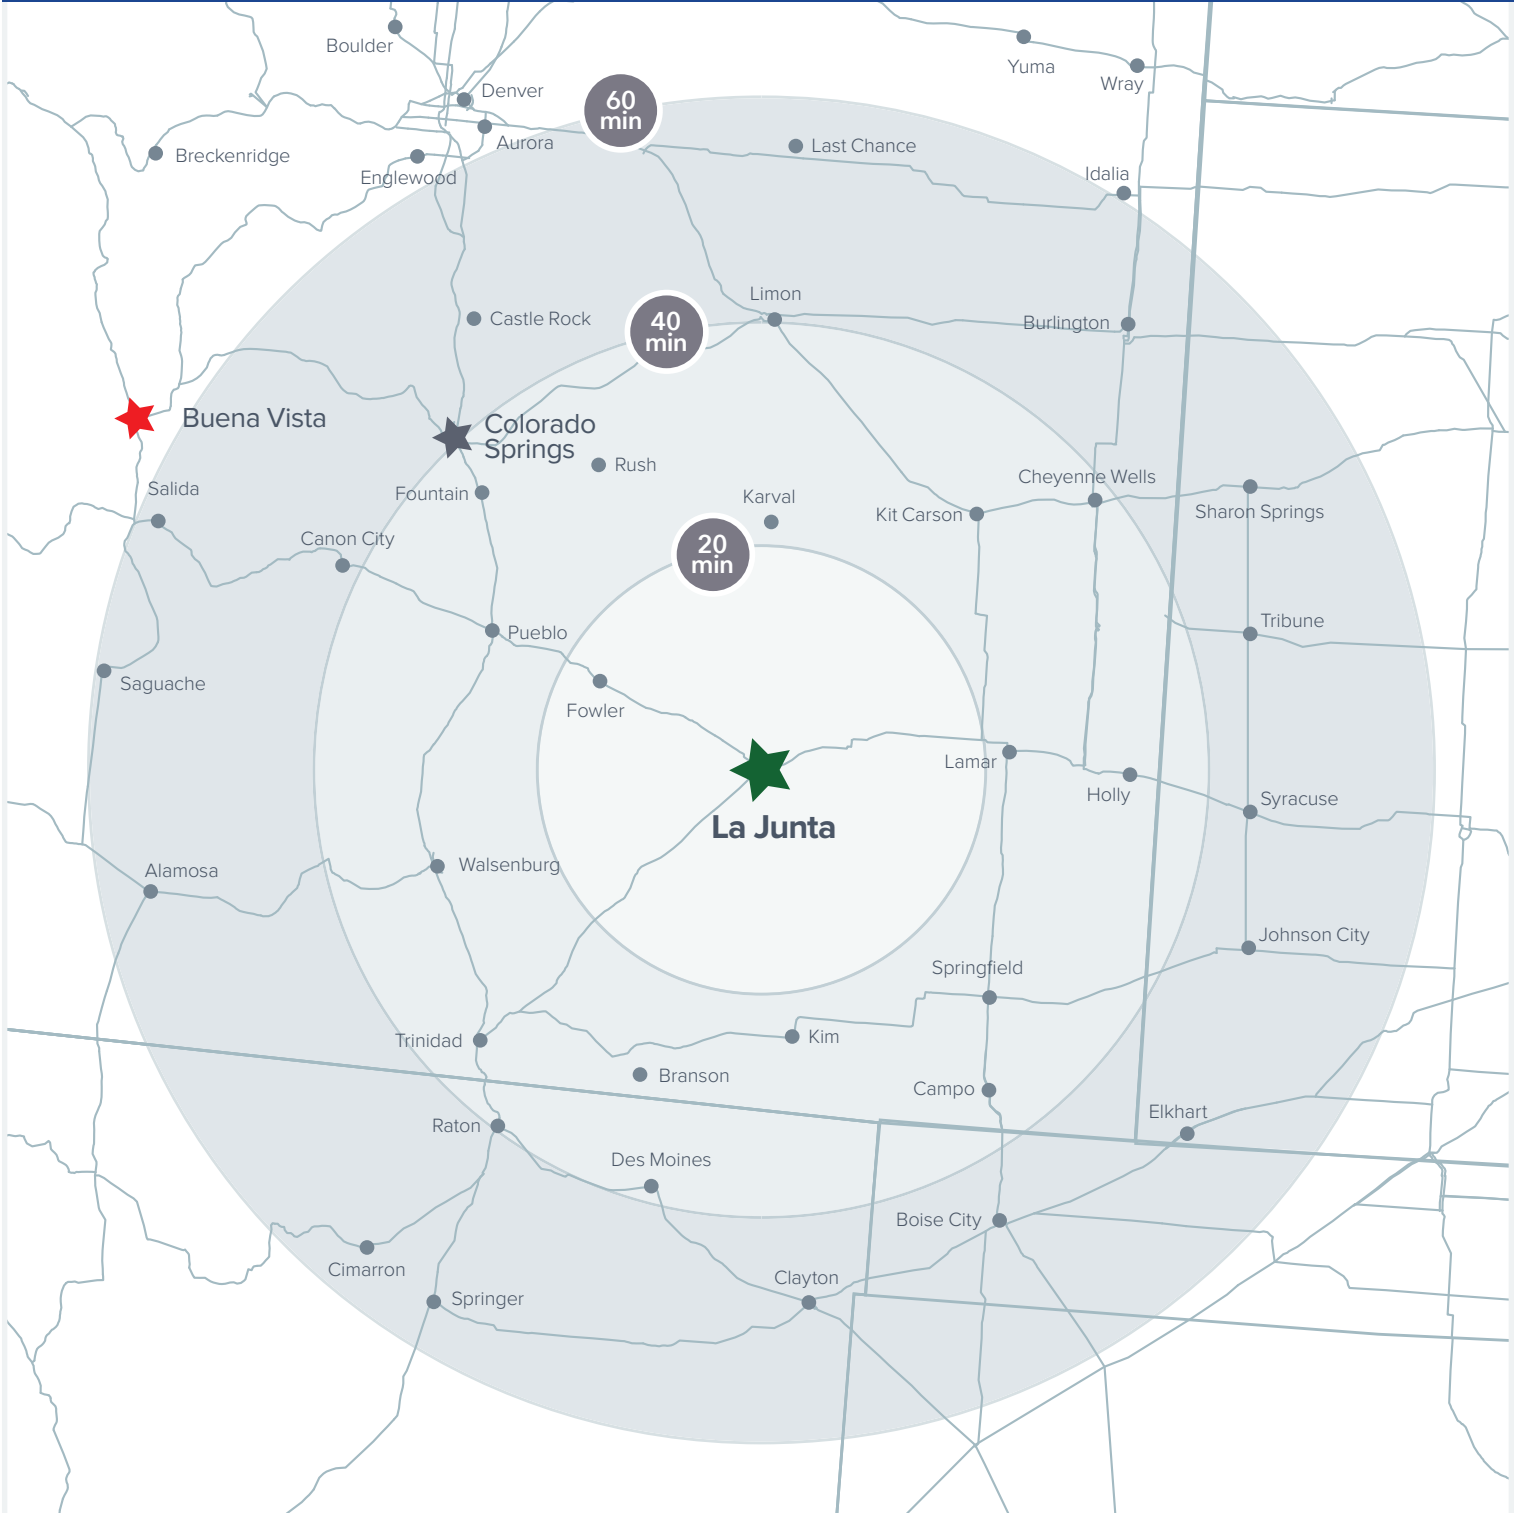 Boulder
Yuma
Wray
Denver
60
min
Aurora
Last Chance
Breckenridge
Englewood
Idalia
Limon
Castle Rock
40
min
Burlington
Buena Vista
Colorado
Springs
Rush
Cheyenne Wells
Salida
Fountain
Karval
Kit Carson
Sharon Springs
Canon City
20
min
Tribune
Pueblo
Saguache
Fowler
Lamar
Holly
Syracuse
La Junta
Walsenburg
Alamosa
Johnson City
Springfield
Trinidad
Kim
Branson
Campo
Elkhart
Raton
Des Moines
Boise City
Cimarron
Clayton
Springer